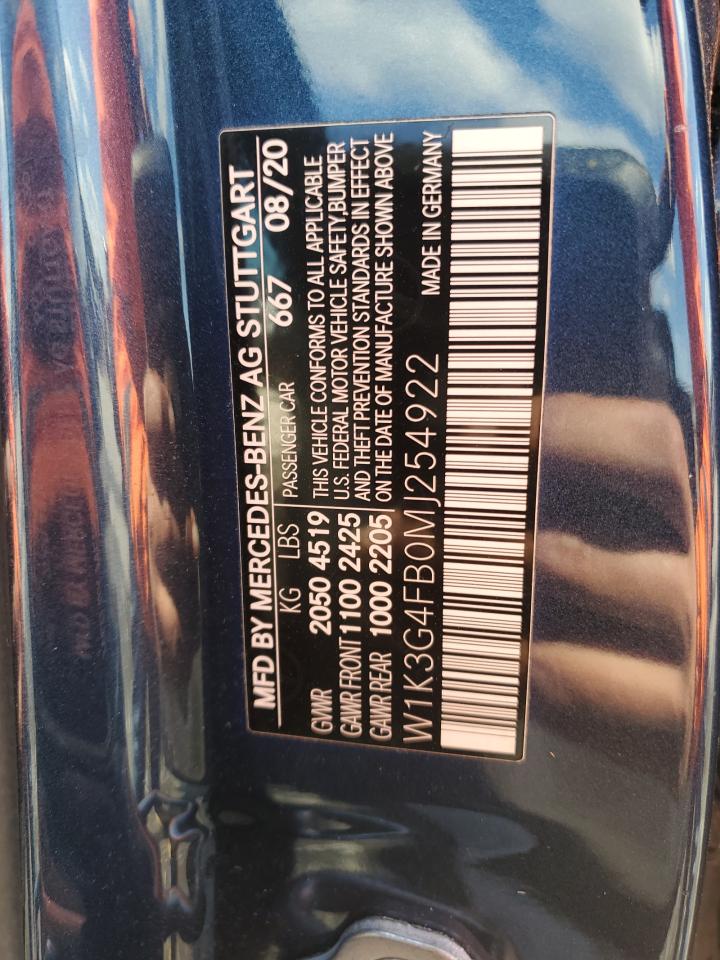 MFD BY MERCEDES-BENZ AG STUTTGART
KG LBS PASSENGER CAR 667 08/20
GVWR 2050 4519 THIS VEHICLE CONFORMS TO ALL APPLICABLE
GAWR FRONT 1100 2425 U.S. FEDERAL MOTOR VEHICLE SAFETY, BUMPER
GAWR REAR 1000 2205 AND THEFT PREVENTION STANDARDS IN EFFECT
ON THE DATE OF MANUFACTURE SHOWN ABOVE
W1K3G4FB0MJ254922 MADE IN GERMANY